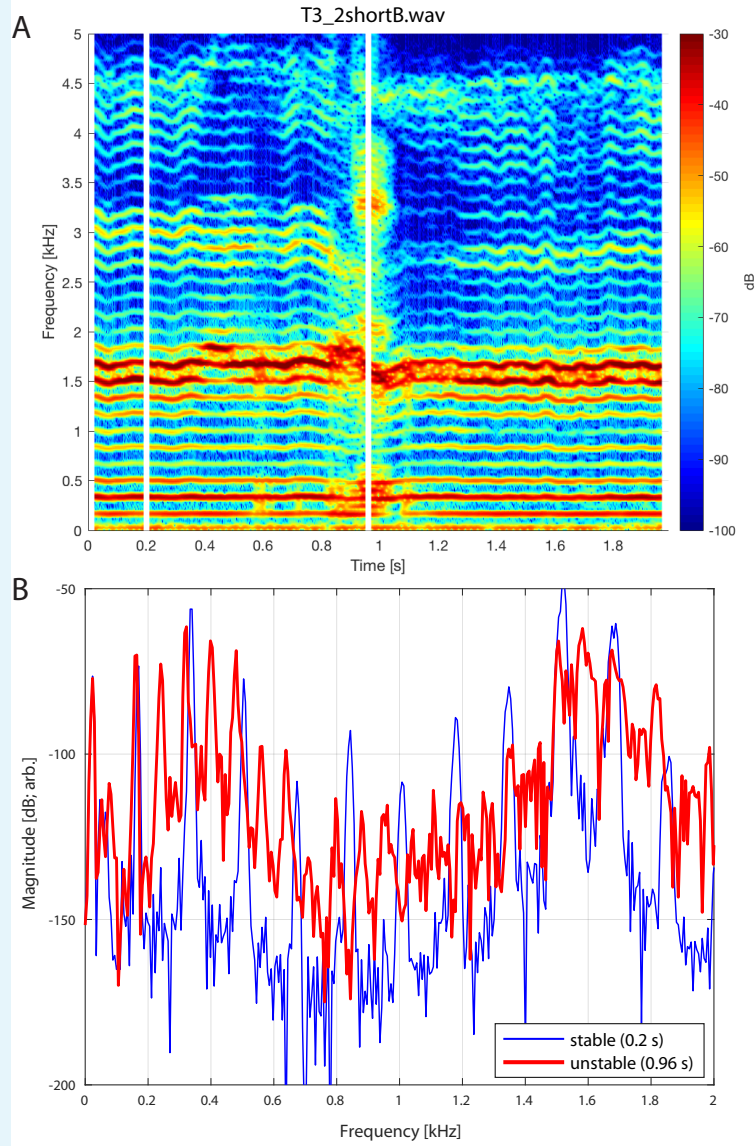 A
T3_2shortB.wav
5
4.5
4
3.5
3
2.5
2
1.5
1
0.5
0
Frequency [kHz]
0 0.2 0.4 0.6 0.8 1 1.2 1.4 1.6 1.8
Time [s]
-30
-40
-50
-60
-70
-80
-90
-100
dB
B
-50
-100
-150
-200
Magnitude [dB; arb.]
0 0.2 0.4 0.6 0.8 1 1.2 1.4 1.6 1.8 2
Frequency [kHz]
stable (0.2 s)
unstable (0.96 s)